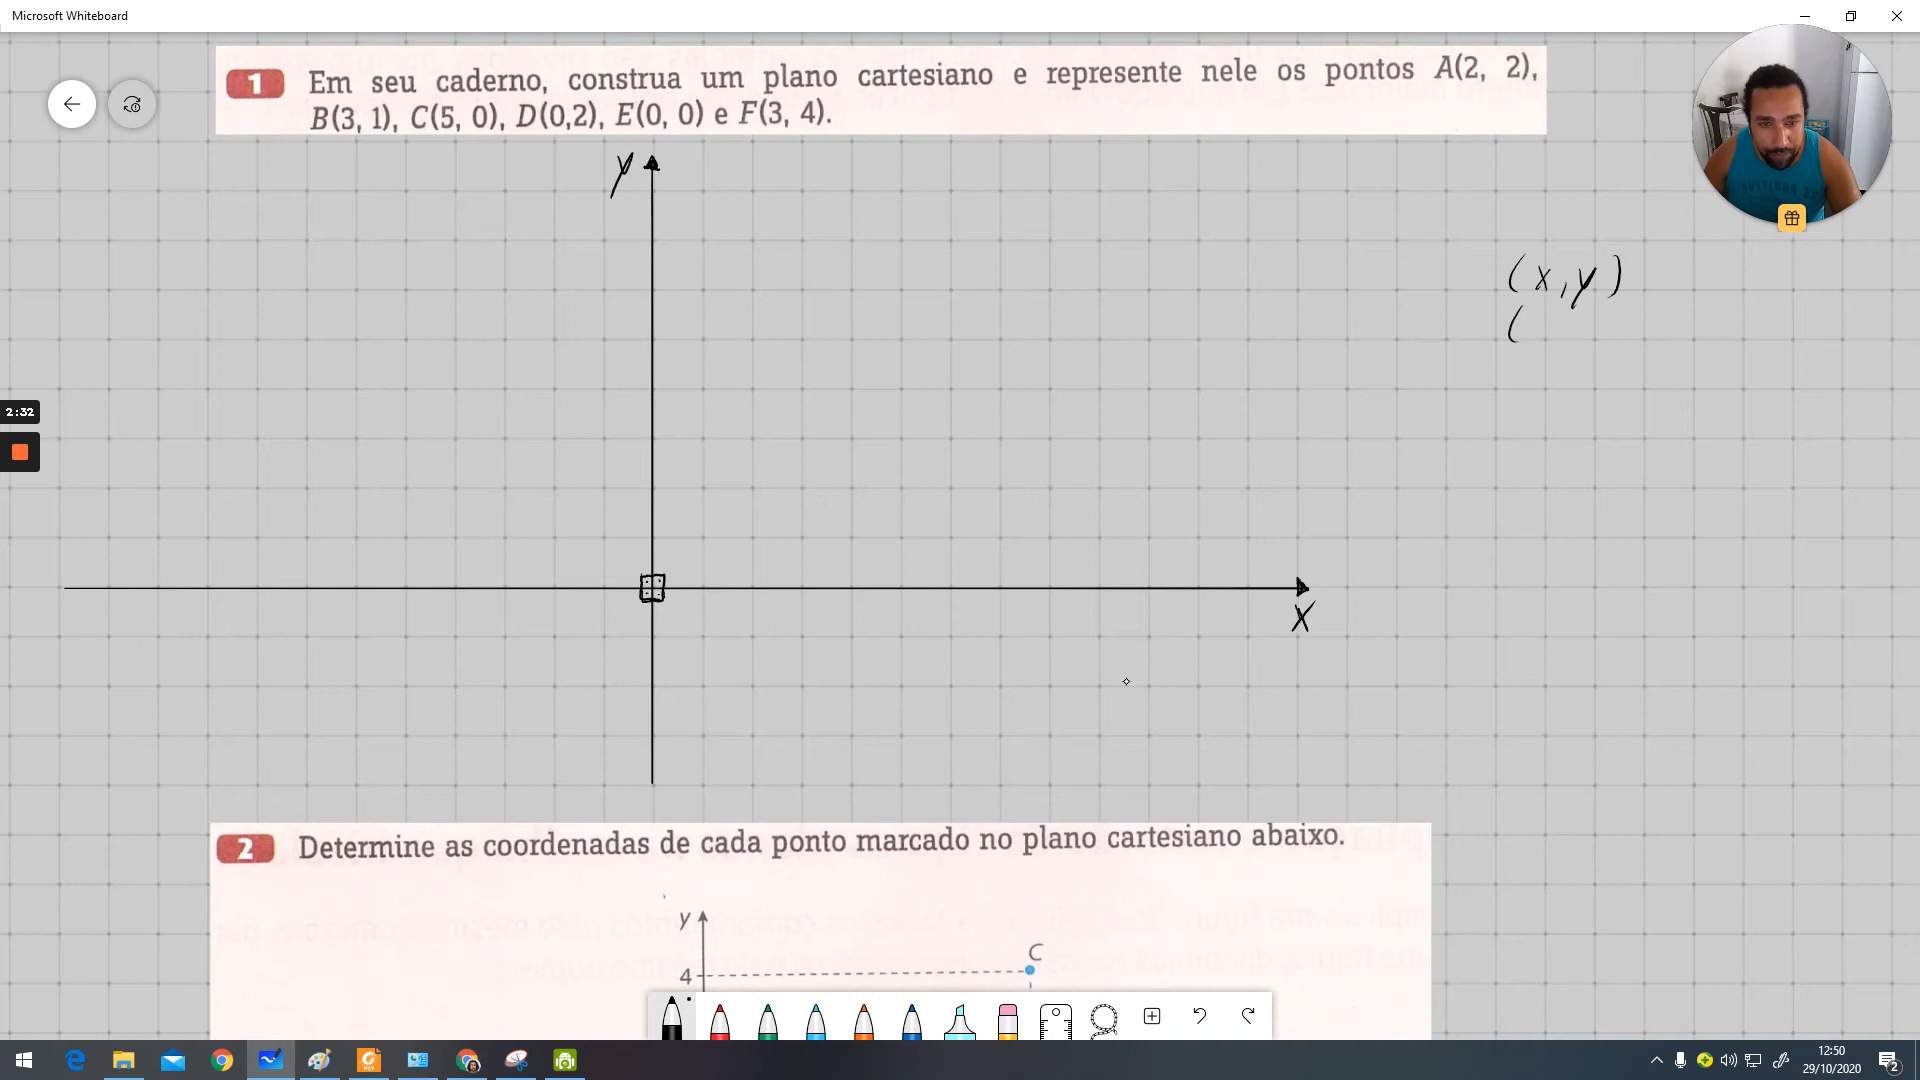 Microsoft Whiteboard
1 Em seu caderno, construa um plano cartesiano e represente nele os pontos A(2, 2),
B(3, 1), C(5, 0), D(0,2), E(0, 0) e F(3, 4).
y
(x,y)
(
2:32
X
2 Determine as coordenadas de cada ponto marcado no plano cartesiano abaixo.
y
C
4
12:50
29/10/2020
2